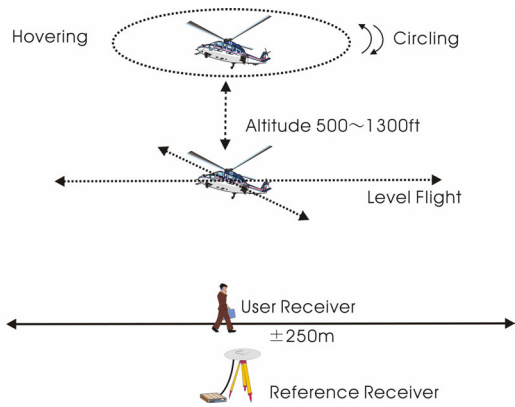 Hovering
Circling
Altitude 500～1300ft
Level Flight
User Receiver
±250m
Reference Receiver